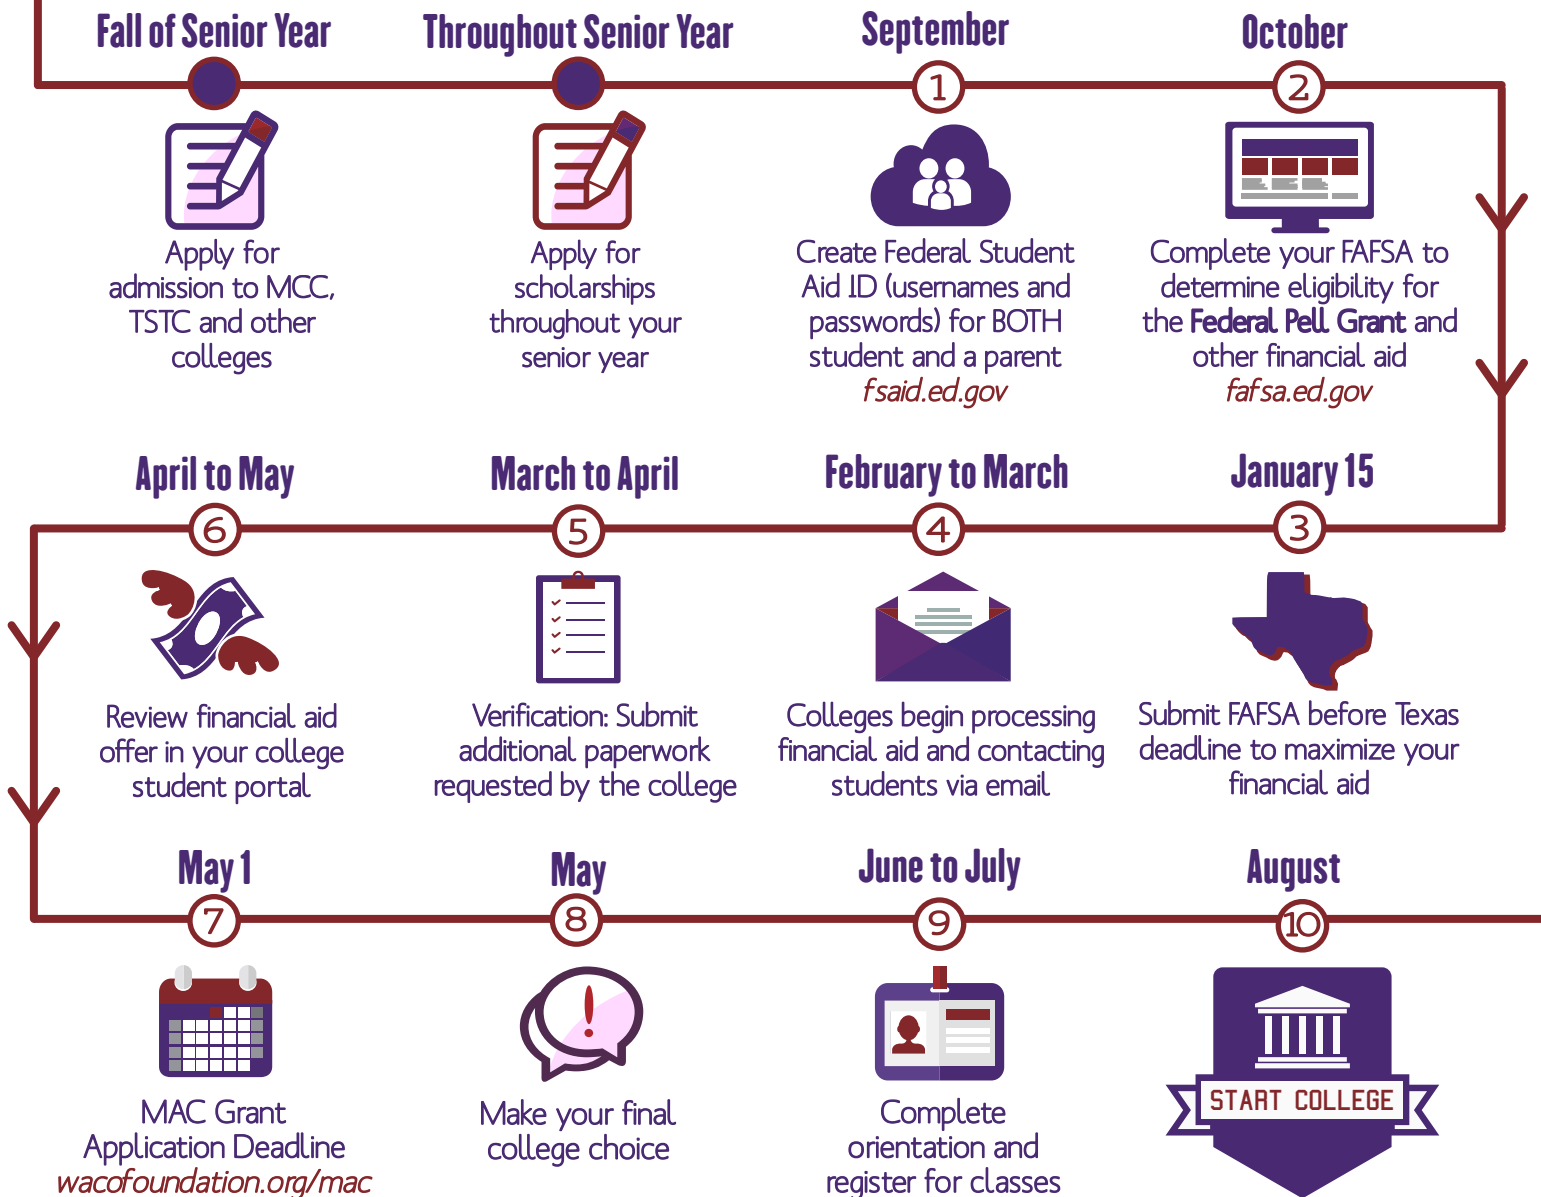 Fall of Senior Year
Apply for
admission to MCC,
TSTC and other
colleges
Throughout Senior Year
Apply for
scholarships
throughout your
senior year
September
1
Create Federal Student
Aid ID (usernames and
passwords) for BOTH
student and a parent
fsaid.ed.gov
October
2
Complete your FAFSA to
determine eligibility for
the Federal Pell Grant and
other financial aid
fafsa.ed.gov
January 15
3
Submit FAFSA before Texas
deadline to maximize your
financial aid
February to March
4
Colleges begin processing
financial aid and contacting
students via email
March to April
5
Verification: Submit
additional paperwork
requested by the college
April to May
6
Review financial aid
offer in your college
student portal
May 1
7
MAC Grant
Application Deadline
wacofoundation.org/mac
May
8
!
Make your final
college choice
June to July
9
Complete
orientation and
register for classes
August
10
START COLLEGE